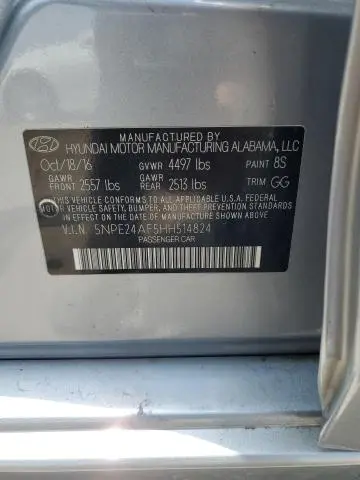 HYUNDAI MOTOR MANUFACTURING ALABAMA, LLC
Oct/18/16 GVWR 4497 lbs PAINT 8S
GAWR FRONT 2557 lbs GAWR REAR 2513 lbs TRIM GG
THIS VEHICLE CONFORMS TO ALL APPLICABLE U.S.A. FEDERAL
MOTOR VEHICLE SAFETY, BUMPER, AND THEFT PREVENTION STANDARDS
IN EFFECT ON THE DATE OF MANUFACTURE SHOWN ABOVE.
V.I.N. 5NPE24AF5HH514824
PASSENGER CAR